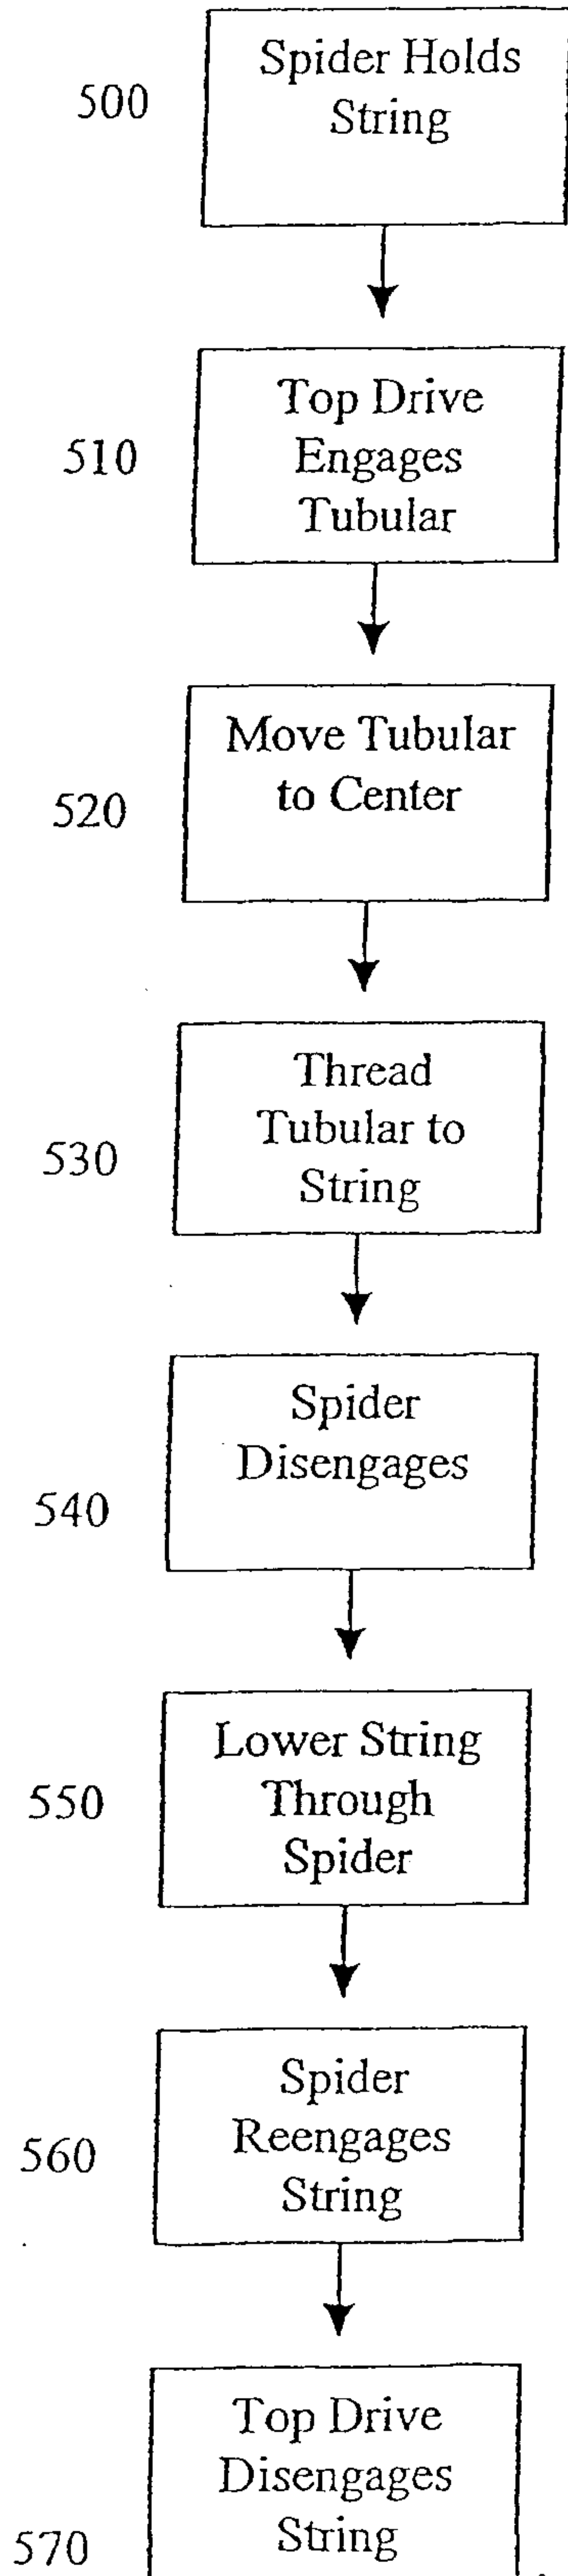 500
Spider Holds
String
510
Top Drive
Engages
Tubular
520
Move Tubular
to Center
530
Thread
Tubular to
String
540
Spider
Disengages
550
Lower String
Through
Spider
560
Spider
Reengages
String
570
Top Drive
Disengages
String